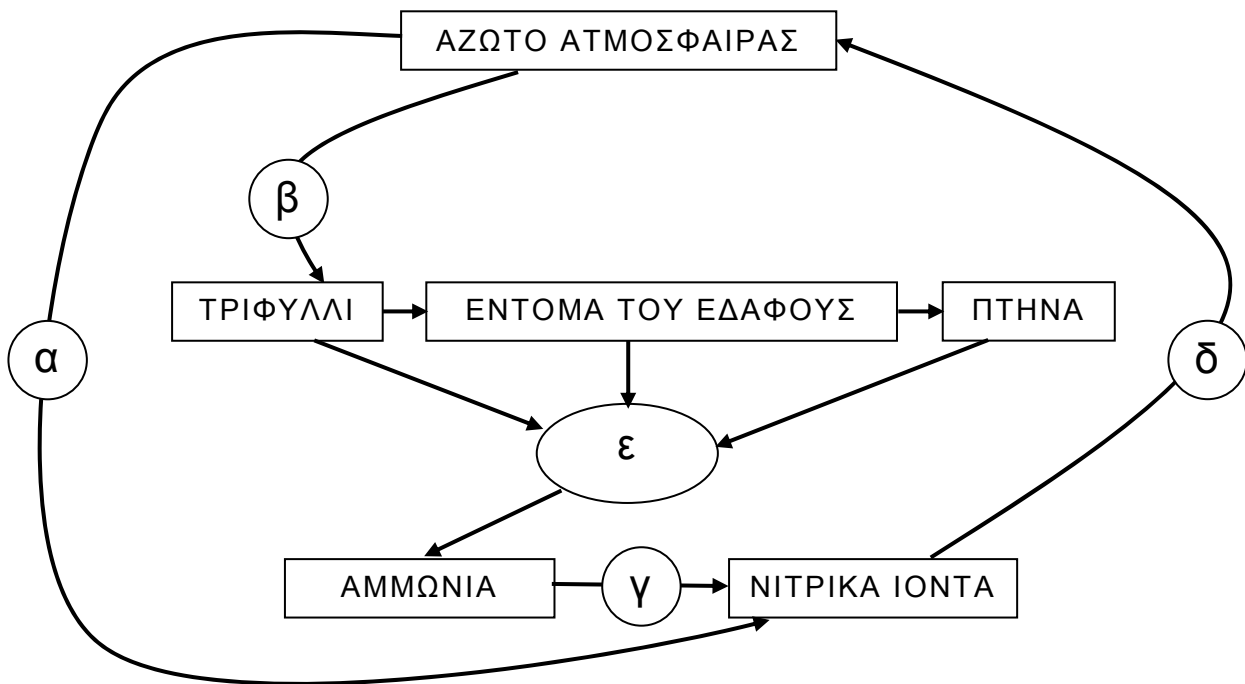 ΑΖΩΤΟ ΑΤΜΟΣΦΑΙΡΑΣ
β
ΤΡΙΦΥΛΛΙ
ΕΝΤΟΜΑ ΤΟΥ ΕΔΑΦΟΥΣ
ΠΤΗΝΑ
α
δ
ε
ΑΜΜΩΝΙΑ
γ
ΝΙΤΡΙΚΑ ΙΟΝΤΑ